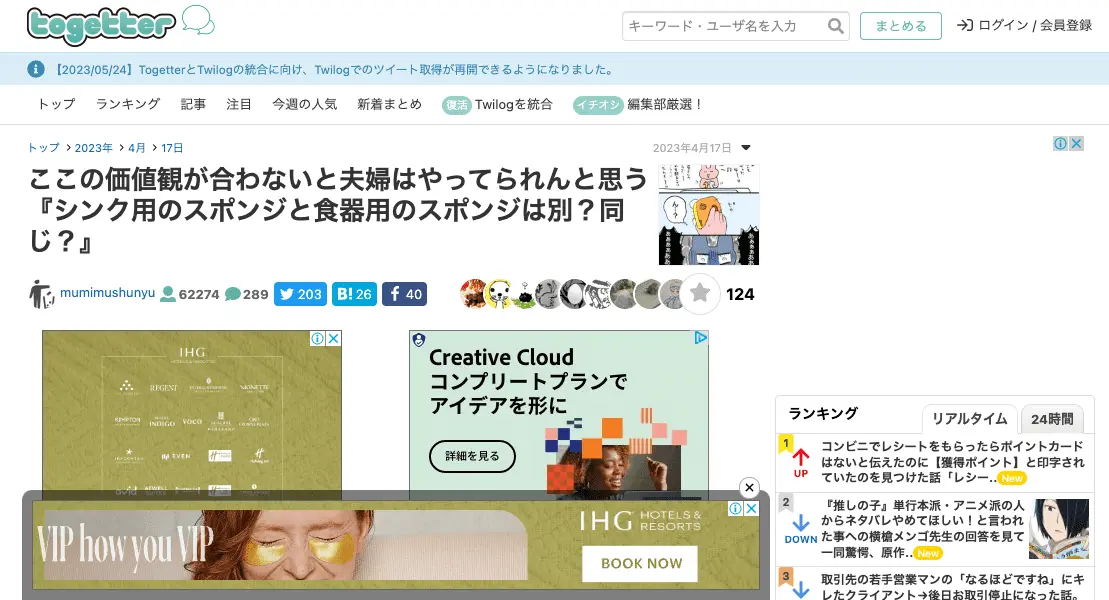 togetter
キーワード・ユーザ名を入力
まとめる
ログイン / 会員登録
【2023/05/24】TogetterとTwilogの統合に向け、Twilogでのツイート取得が再開できるようになりました。
トップ ランキング 記事 注目 今週の人気 新着まとめ 復活 Twilogを統合 イチオシ 編集部厳選！
トップ 2023年 4月 17日
2023年4月17日
ここの価値観が合わないと夫婦はやってられんと思う
『シンク用のスポンジと食器用のスポンジは別？同
じ？』
mumimushunyu 62274 289 203 B! 26 f 40
124
IHG
REGENT
VIGNETTE
KIMPTON
INDIGO
VOCO
EVEN
avid
ATWELL
Creative Cloud
コンプリートプランで
アイデアを形に
詳細を見る
ランキング
リアルタイム
24時間
1
UP
コンビニでレシートをもらったらポイントカード
はないと伝えたのに【獲得ポイント】と印字され
ていたのを見つけた話「レシー.. New
2
DOWN
『推しの子』単行本派・アニメ派の人
からネタバレやめてほしい！と言われ
た事への横槍メンゴ先生の回答を見て
一同驚愕、原作.. New
3
取引先の若手営業マンの「なるほどですね」にキ
レたクライアント→後日お取引停止になった話。
VIP how you VIP
IHG HOTELS &
RESORTS
BOOK NOW